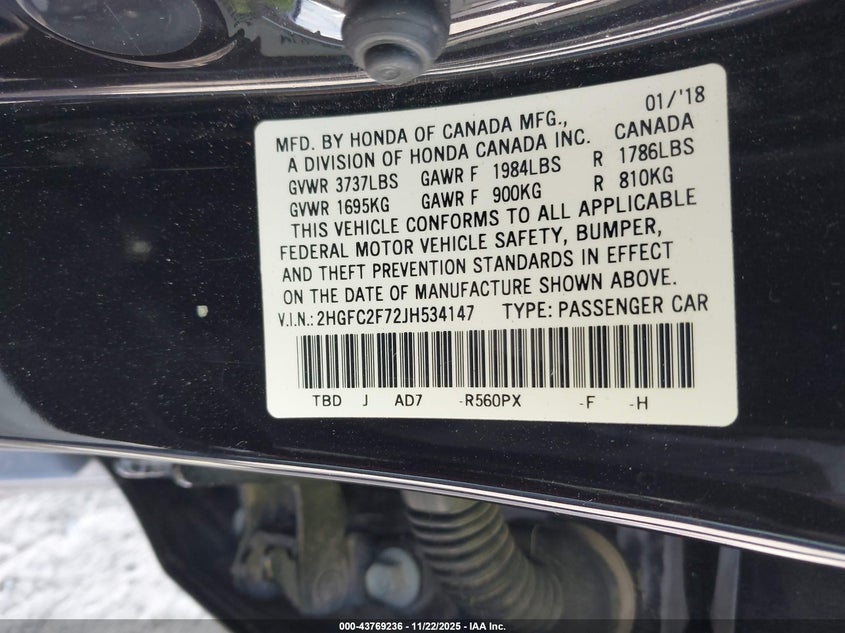 01/'18
MFD. BY HONDA OF CANADA MFG.,
A DIVISION OF HONDA CANADA INC. CANADA
GVWR 3737LBS GAWR F 1984LBS R 1786LBS
GVWR 1695KG GAWR F 900KG R 810KG
THIS VEHICLE CONFORMS TO ALL APPLICABLE
FEDERAL MOTOR VEHICLE SAFETY, BUMPER,
AND THEFT PREVENTION STANDARDS IN EFFECT
ON THE DATE OF MANUFACTURE SHOWN ABOVE.
V.I.N.: 2HGFC2F72JH534147 TYPE: PASSENGER CAR
TBD J AD7 -R560PX -F -H
000-43769236 - 11/22/2025 - IAA Inc.